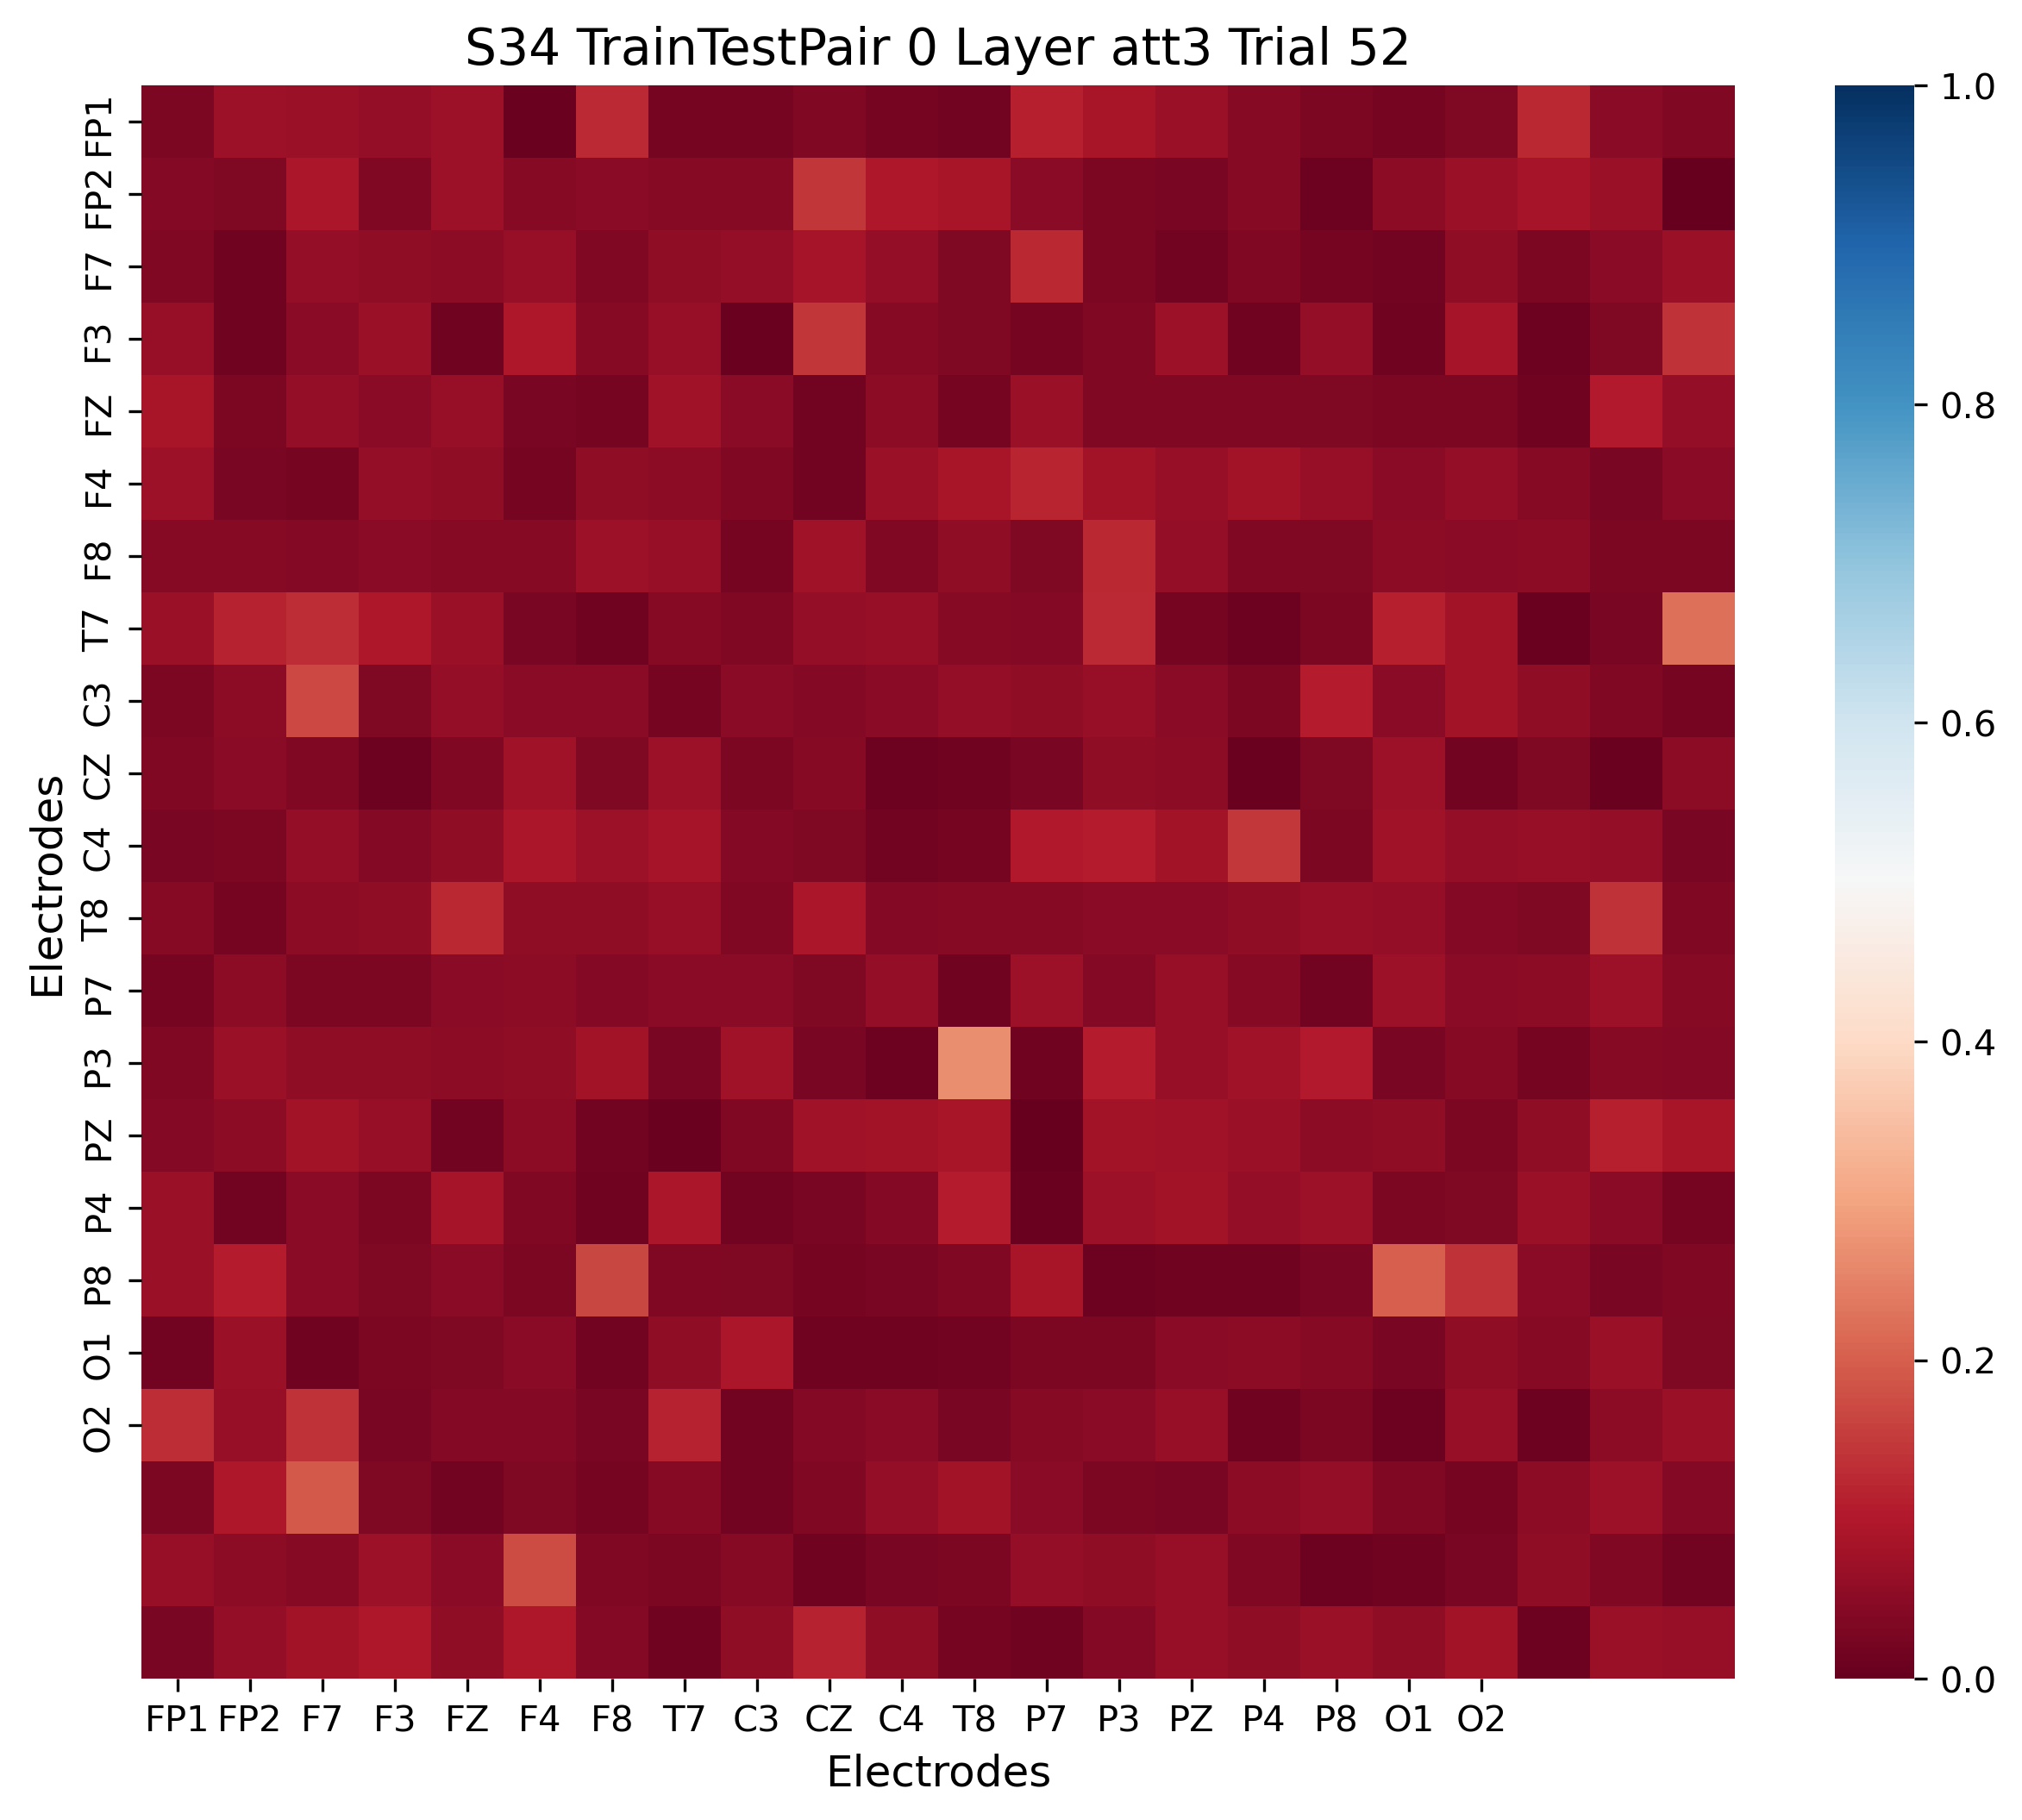 S34 TrainTestPair 0 Layer att3 Trial 52
Electrodes
FP1
FP2
F7
F3
FZ
F4
F8
T7
C3
CZ
C4
T8
P7
P3
PZ
P4
P8
O1
O2
FP1 FP2 F7 F3 FZ F4 F8 T7 C3 CZ C4 T8 P7 P3 PZ P4 P8 O1 O2
Electrodes
1.0
0.8
0.6
0.4
0.2
0.0